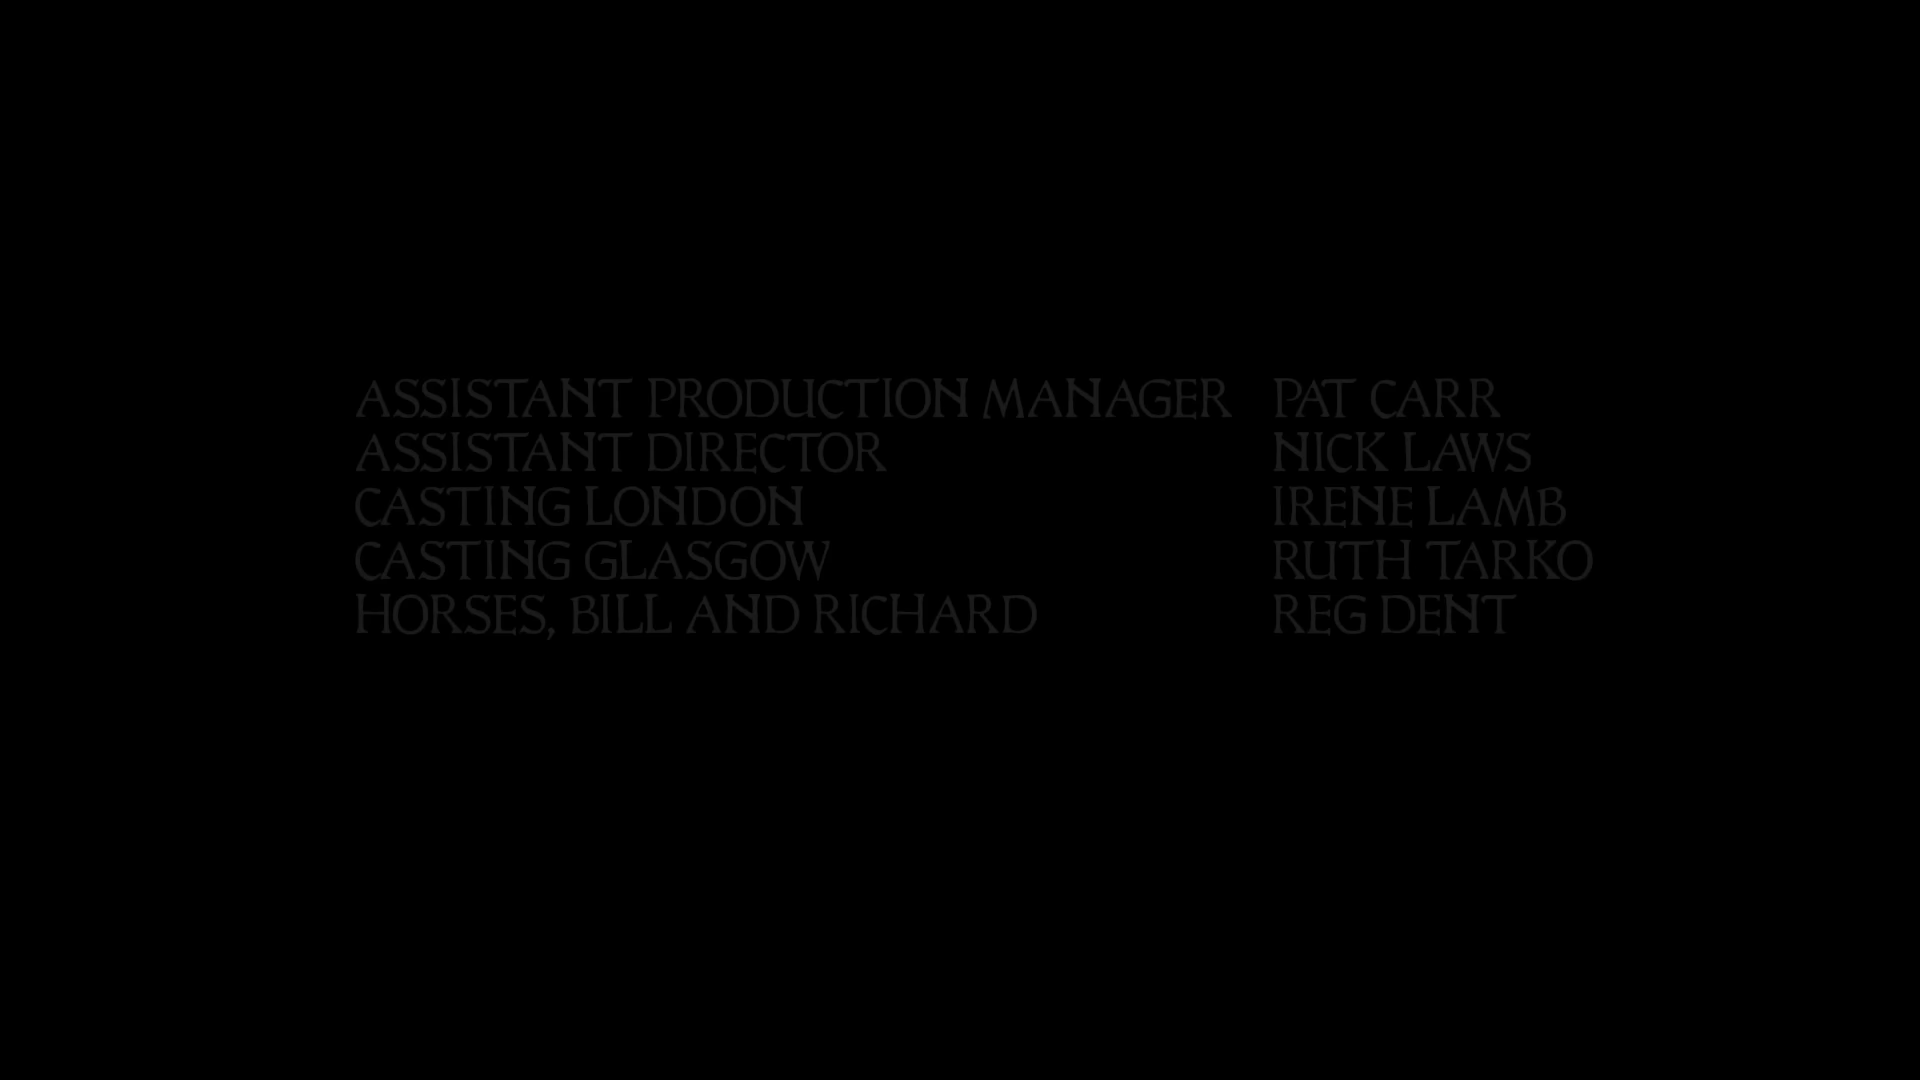 ASSISTANT PRODUCTION MANAGER PAT CARR
ASSISTANT DIRECTOR NICK LAWS
CASTING LONDON IRENE LAMB
CASTING GLASGOW RUTH TARKO
HORSES, BILL AND RICHARD REG DENT